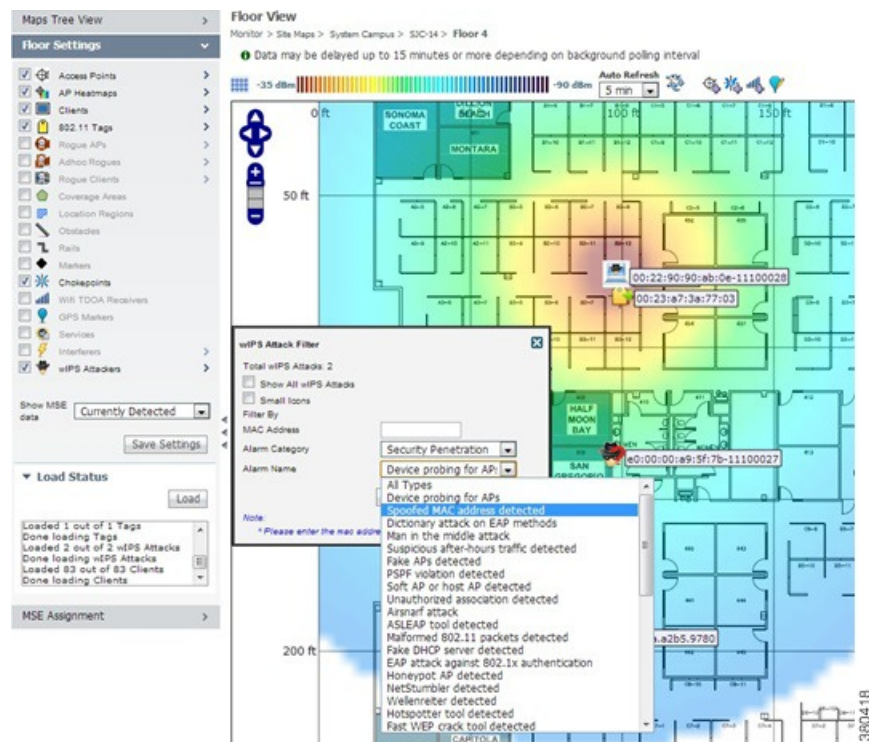 Maps Tree View
Floor Settings
Access Points
AP Heatmaps
Clients
802.11 Tags
Rogue APs
Adhoc Rogues
Rogue Clients
Coverage Areas
Location Regions
Obstacles
Rails
Markers
Chokepoints
Wifi TDOA Receivers
GPS Markers
Services
Interferers
wIPS Attackers
Show MSE data
Currently Detected
Save Settings
Load Status
Load
Loaded 1 out of 1 Tags
Done loading Tags
Loaded 2 out of 2 wIPS Attacks
Done loading wIPS Attacks
Loaded 83 out of 83 Clients
Done loading Clients
MSE Assignment
Floor View
Monitor > Site Maps > System Campus > SJC-14 > Floor 4
Data may be delayed up to 15 minutes or more depending on background polling interval
-35 dBm
-90 dBm
Auto Refresh
5 min
0 ft
100 ft
150 ft
50 ft
200 ft
SONOMA COAST
BEACH
MONTARA
00:22:90:90:ab:0e-11100028
00:23:a7:3a:77:03
HALF MOON BAY
SAN GREGORIO
e0:00:00:a9:5f:7b-11100027
a.a2b5.9780
CAPITOLA
wIPS Attack Filter
Total wIPS Attacks: 2
Show All wIPS Attacks
Small Icons
Filter By
MAC Address
Alarm Category
Security Penetration
Alarm Name
Device probing for APs
Note:
* Please enter the mac addre
All Types
Device probing for APs
Spoofed MAC address detected
Dictionary attack on EAP methods
Man in the middle attack
Suspicious after-hours traffic detected
Fake APs detected
PSPF violation detected
Soft AP or host AP detected
Unauthorized association detected
Airsnarf attack
ASLEAP tool detected
Malformed 802.11 packets detected
Fake DHCP server detected
EAP attack against 802.1x authentication
Honeypot AP detected
NetStumbler detected
Wellenreiter detected
Hotspotter tool detected
Fast WEP crack tool detected
380418